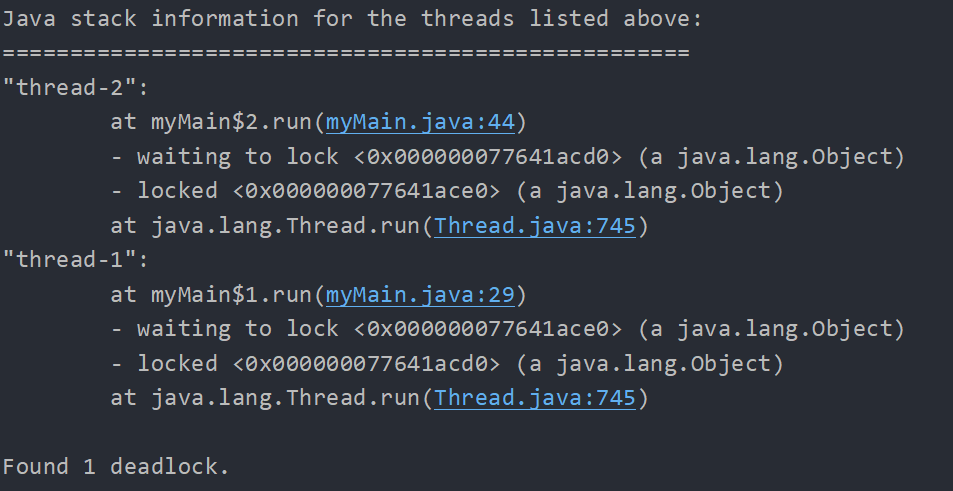 Java stack information for the threads listed above:
===================================================
"thread-2":
        at myMain$2.run(myMain.java:44)
        - waiting to lock <0x000000077641acd0> (a java.lang.Object)
        - locked <0x000000077641ace0> (a java.lang.Object)
        at java.lang.Thread.run(Thread.java:745)
"thread-1":
        at myMain$1.run(myMain.java:29)
        - waiting to lock <0x000000077641ace0> (a java.lang.Object)
        - locked <0x000000077641acd0> (a java.lang.Object)
        at java.lang.Thread.run(Thread.java:745)

Found 1 deadlock.